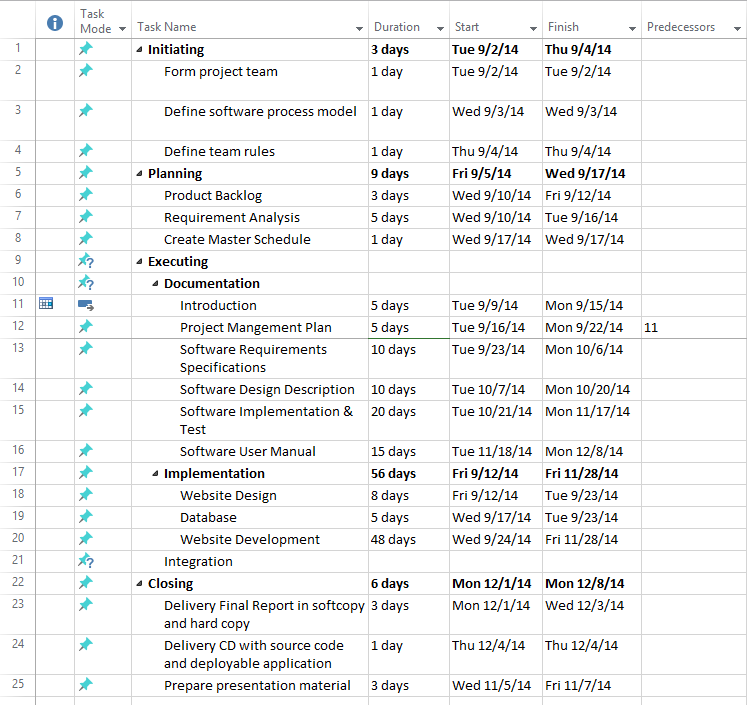 Task Mode Task Name Duration Start Finish Predecessors
1 Initiating 3 days Tue 9/2/14 Thu 9/4/14
2 Form project team 1 day Tue 9/2/14 Tue 9/2/14
3 Define software process model 1 day Wed 9/3/14 Wed 9/3/14
4 Define team rules 1 day Thu 9/4/14 Thu 9/4/14
5 Planning 9 days Fri 9/5/14 Wed 9/17/14
6 Product Backlog 3 days Wed 9/10/14 Fri 9/12/14
7 Requirement Analysis 5 days Wed 9/10/14 Tue 9/16/14
8 Create Master Schedule 1 day Wed 9/17/14 Wed 9/17/14
9 Executing
10 Documentation
11 Introduction 5 days Tue 9/9/14 Mon 9/15/14
12 Project Mangement Plan 5 days Tue 9/16/14 Mon 9/22/14 11
13 Software Requirements 10 days Tue 9/23/14 Mon 10/6/14
Specifications
14 Software Design Description 10 days Tue 10/7/14 Mon 10/20/14
15 Software Implementation & 20 days Tue 10/21/14 Mon 11/17/14
Test
16 Software User Manual 15 days Tue 11/18/14 Mon 12/8/14
17 Implementation 56 days Fri 9/12/14 Fri 11/28/14
18 Website Design 8 days Fri 9/12/14 Tue 9/23/14
19 Database 5 days Wed 9/17/14 Tue 9/23/14
20 Website Development 48 days Wed 9/24/14 Fri 11/28/14
21 Integration
22 Closing 6 days Mon 12/1/14 Mon 12/8/14
23 Delivery Final Report in softcopy 3 days Mon 12/1/14 Wed 12/3/14
and hard copy
24 Delivery CD with source code 1 day Thu 12/4/14 Thu 12/4/14
and deployable application
25 Prepare presentation material 3 days Wed 11/5/14 Fri 11/7/14